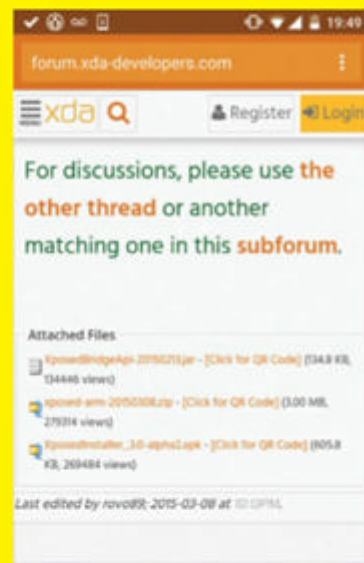 19:49
forum.xda-developers.com
xda
Register
Login
For discussions, please use the
other thread or another
matching one in this subforum.
Attached Files
XposedBridgeApi-20150213.jar - [Click for QR Code] (134.8 KB,
134446 views)
xposed-arm-20150308.zip - [Click for QR Code] (3.00 MB,
279314 views)
XposedInstaller_3.0-alpha2.apk - [Click for QR Code] (605.8
KB, 269484 views)
Last edited by rovo89; 2015-03-08 at